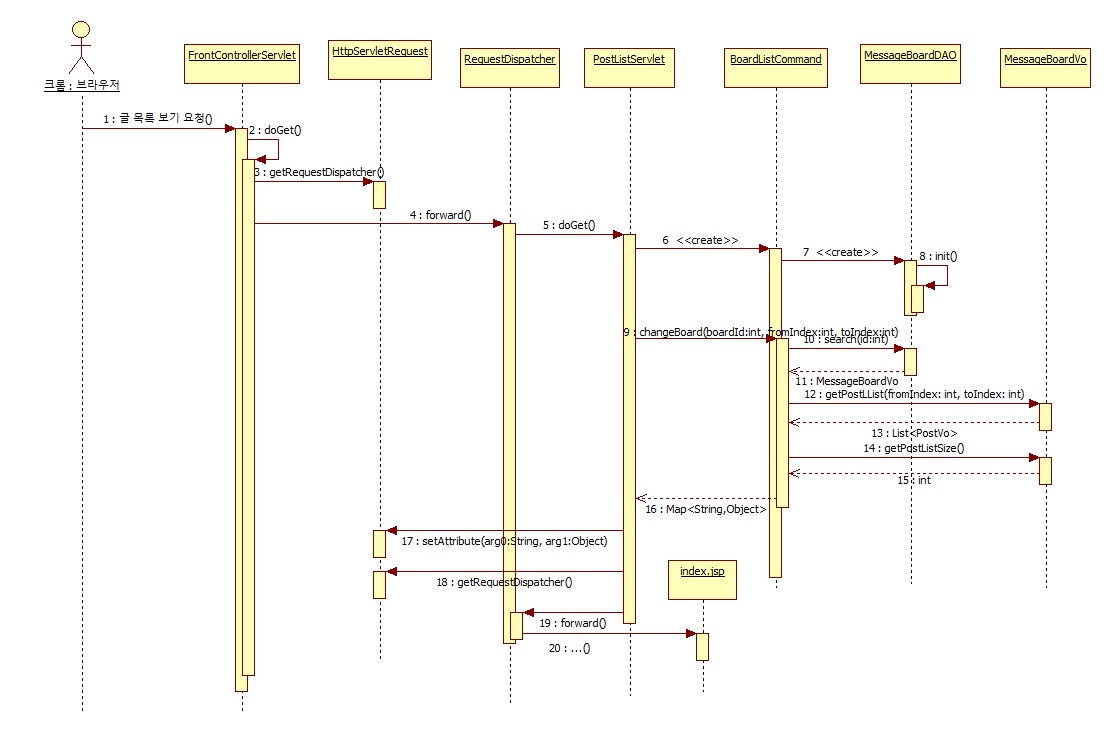 FrontControllerServlet
HttpServletRequest
RequestDispatcher
PostListServlet
BoardListCommand
MessageBoardDAO
MessageBoardVo
크롬 : 브라우저
1 : 글 목록 보기 요청()
2 : doGet()
3 : getRequestDispatcher()
4 : forward()
5 : doGet()
6 <<create>>
7 <<create>>
8 : init()
9 : changeBoard(boardId:int, fromIndex:int, toIndex:int)
10 : search(id:int)
11 : MessageBoardVo
12 : getPostLList(fromIndex: int, toIndex: int)
13 : List<PostVo>
14 : getPostListSize()
15 : int
16 : Map<String,Object>
17 : setAttribute(arg0:String, arg1:Object)
18 : getRequestDispatcher()
index.jsp
19 : forward()
20 : ...()